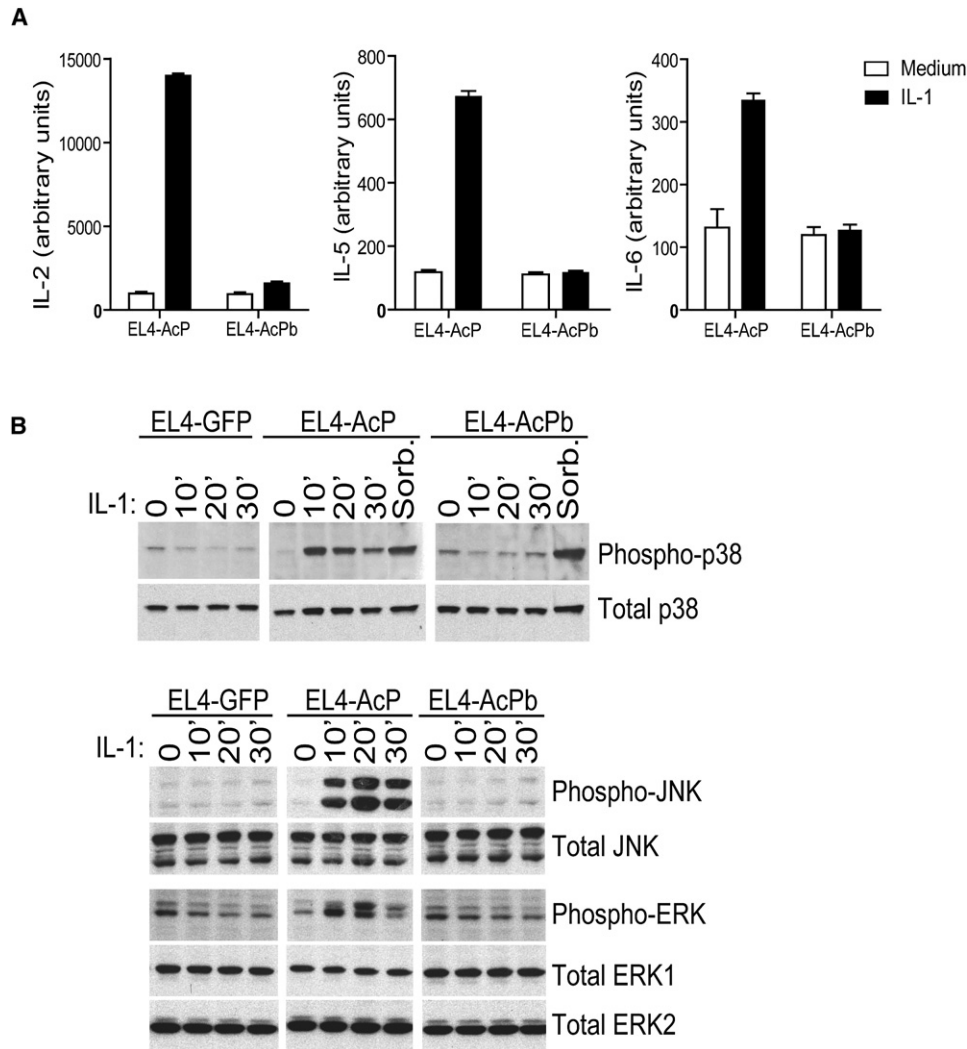 A
IL-2 (arbitrary units)
15000
10000
5000
0
EL4-AcP EL4-AcPb
IL-5 (arbitrary units)
800
600
400
200
0
EL4-AcP EL4-AcPb
IL-6 (arbitrary units)
400
300
200
100
0
EL4-AcP EL4-AcPb
Medium
IL-1
B
EL4-GFP EL4-AcP EL4-AcPb
IL-1: 0 10' 20' 30' 0 10' 20' 30' Sorb. 0 10' 20' 30' Sorb.
Phospho-p38
Total p38
EL4-GFP EL4-AcP EL4-AcPb
IL-1: 0 10' 20' 30' 0 10' 20' 30' 0 10' 20' 30'
Phospho-JNK
Total JNK
Phospho-ERK
Total ERK1
Total ERK2